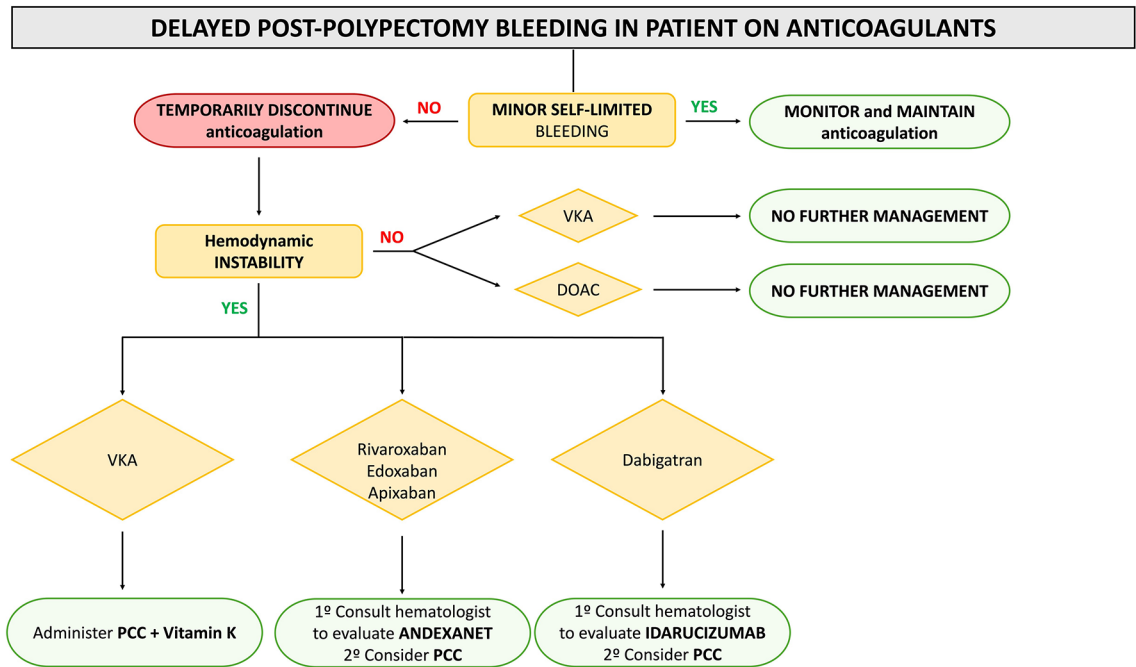 DELAYED POST-POLYPECTOMY BLEEDING IN PATIENT ON ANTICOAGULANTS
TEMPORARILY DISCONTINUE
anticoagulation
NO
MINOR SELF-LIMITED
BLEEDING
YES
MONITOR and MAINTAIN
anticoagulation
Hemodynamic
INSTABILITY
NO
VKA
NO FURTHER MANAGEMENT
DOAC
NO FURTHER MANAGEMENT
YES
VKA
Rivaroxaban
Edoxaban
Apixaban
Dabigatran
Administer PCC + Vitamin K
1º Consult hematologist
to evaluate ANDEXANET
2º Consider PCC
1º Consult hematologist
to evaluate IDARUCIZUMAB
2º Consider PCC